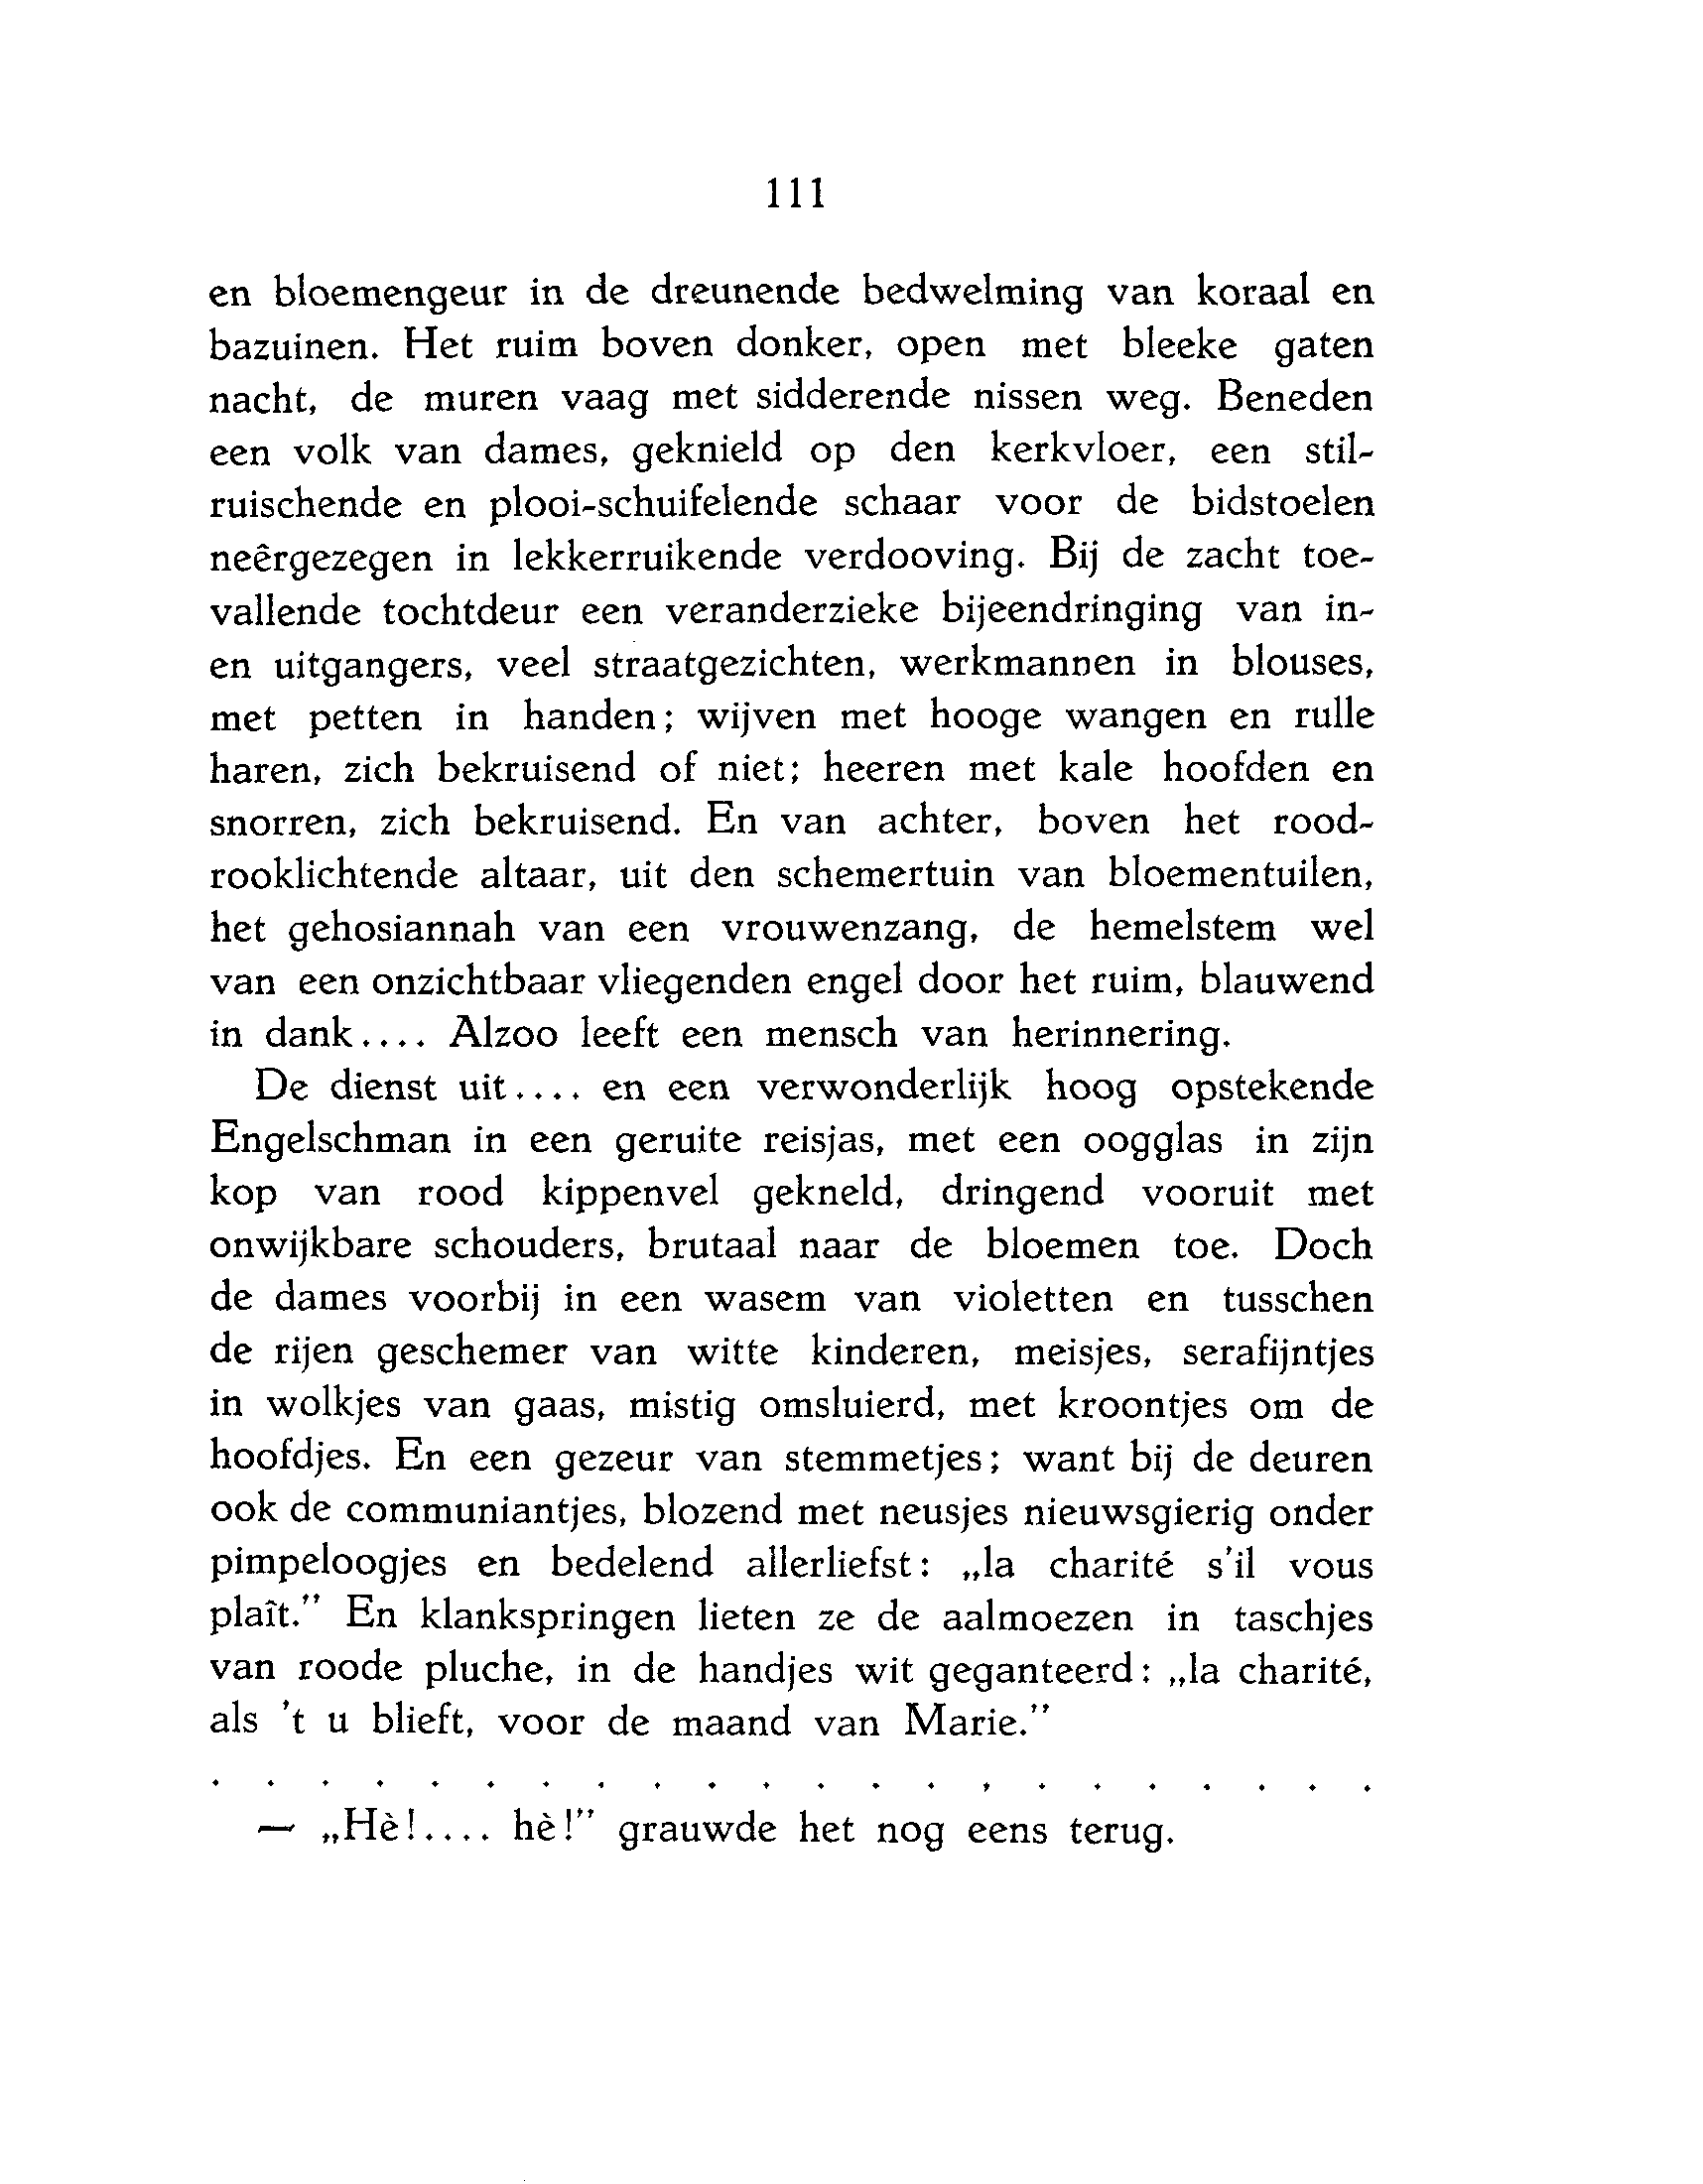 111
en bloemengeur in de dreunende bedwelming van koraal en
bazuinen. Het ruim boven donker, open met bleeke gaten
nacht, de muren vaag met sidderende nissen weg. Beneden
een volk van dames, geknield op den kerkvloer, een stil-
ruischende en plooi-schuifelende schaar voor de bidstoelen
neêrgezegen in lekkerruikende verdooving. Bij de zacht toe-
vallende tochtdeur een veranderzieke bijeendringing van in-
en uitgangers, veel straatgezichten, werkmannen in blouses,
met petten in handen; wijven met hooge wangen en rulle
haren, zich bekruisend of niet; heeren met kale hoofden en
snorren, zich bekruisend. En van achter, boven het rood-
rooklichtende altaar, uit den schemertuin van bloementuilen,
het gehosiannah van een vrouwenzang, de hemelstem wel
van een onzichtbaar vliegenden engel door het ruim, blauwend
in dank.... Alzoo leeft een mensch van herinnering.
De dienst uit.... en een verwonderlijk hoog opstekende
Engelschman in een geruite reisjas, met een oogglas in zijn
kop van rood kippenvel gekneld, dringend vooruit met
onwijkbare schouders, brutaal naar de bloemen toe. Doch
de dames voorbij in een wasem van violetten en tusschen
de rijen geschemer van witte kinderen, meisjes, serafijntjes
in wolkjes van gaas, mistig omsluierd, met kroontjes om de
hoofdjes. En een gezeur van stemmetjes; want bij de deuren
ook de communiantjes, blozend met neusjes nieuwsgierig onder
pimpeloogjes en bedelend allerliefst: „la charité s'il vous
plaît." En klankspringen lieten ze de aalmoezen in taschjes
van roode pluche, in de handjes wit geganteerd: „la charité,
als 't u blieft, voor de maand van Marie."
. . . . . . . . . . . . . . . . . . . . . .
— „Hè!.... hè!" grauwde het nog eens terug.